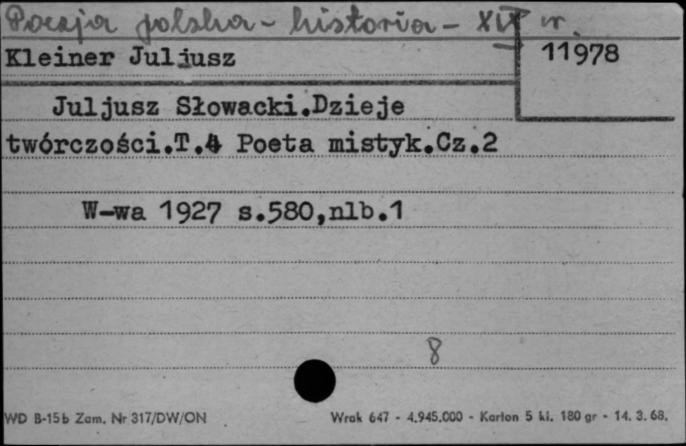 Poezja polska - historia - XIX w.
Kleiner Juljusz
11978
Juljusz Słowacki.Dzieje
twórczości.T.4 Poeta mistyk.Cz.2
W-wa 1927 s.580,nlb.1
8
WD B-15b Zam. Nr 317/DW/ON
Wrak 647 - 4.945.000 - Karton 5 kl. 180 gr - 14. 3. 68.